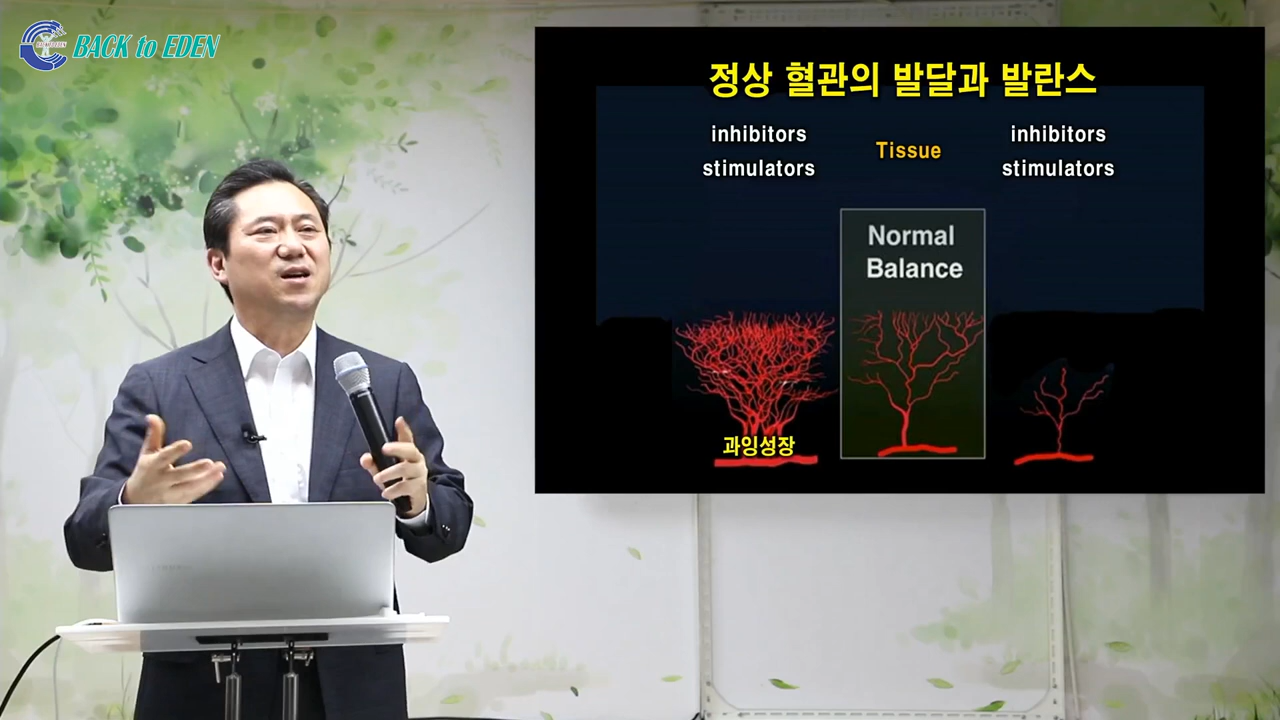 BACK to EDEN
정상 혈관의 발달과 발란스
inhibitors
stimulators
Tissue
inhibitors
stimulators
Normal
Balance
과잉성장